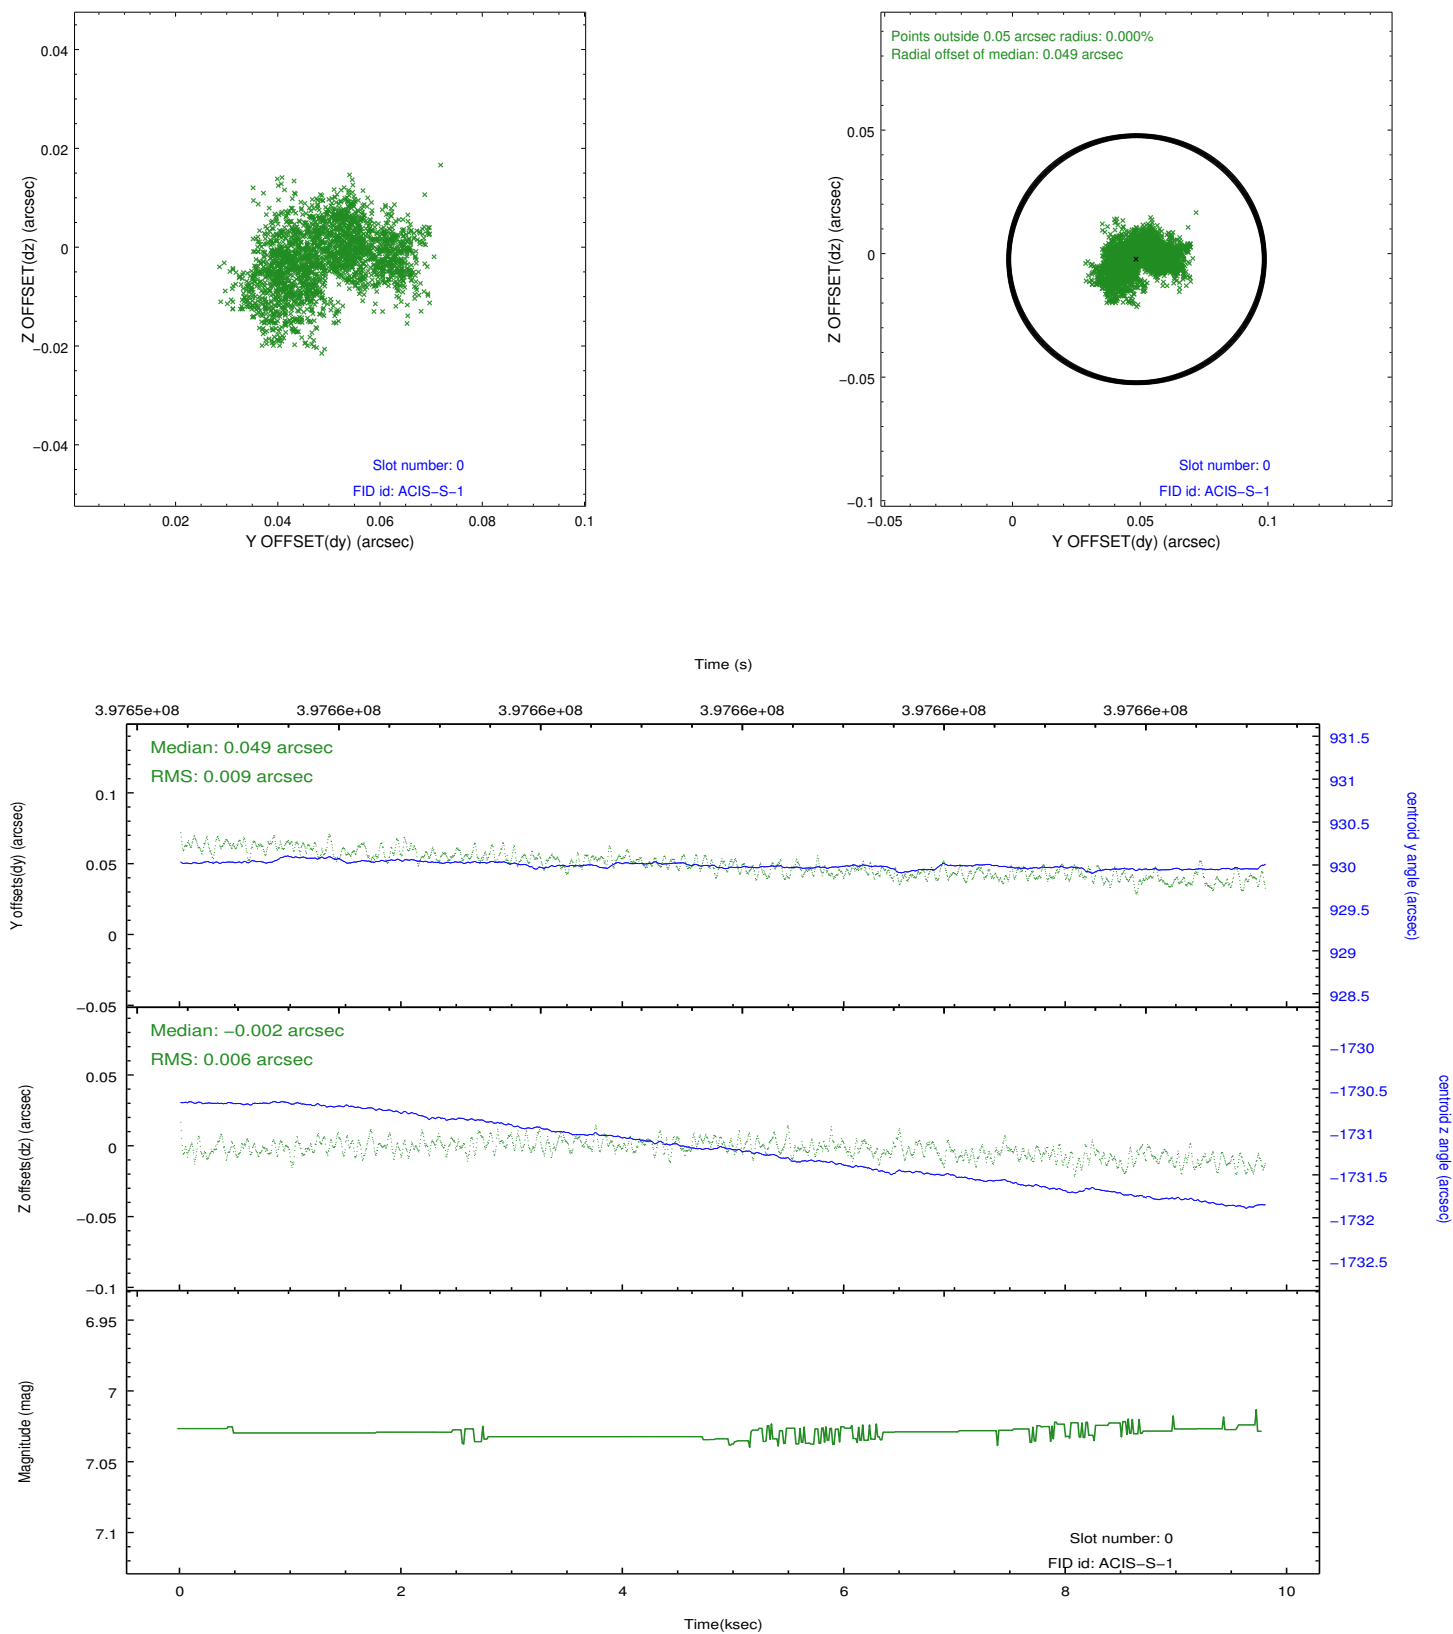 0.04
0.02
0
−0.02
−0.04
Z OFFSET(dz) (arcsec)
Slot number: 0
FID id: ACIS−S−1
0.02 0.04 0.06 0.08 0.1
Y OFFSET(dy) (arcsec)
Points outside 0.05 arcsec radius: 0.000%
Radial offset of median: 0.049 arcsec
0.05
0
−0.05
−0.1
Z OFFSET(dz) (arcsec)
Slot number: 0
FID id: ACIS−S−1
−0.05 0 0.05 0.1
Y OFFSET(dy) (arcsec)
Time (s)
3.9765e+08 3.9766e+08 3.9766e+08 3.9766e+08 3.9766e+08 3.9766e+08
Median: 0.049 arcsec
RMS: 0.009 arcsec
0.1
0.05
0
−0.05
Y offsets(dy) (arcsec)
931.5
931
930.5
930
929.5
929
928.5
centroid y angle (arcsec)
Median: −0.002 arcsec
RMS: 0.006 arcsec
0.05
0
−0.05
−0.1
Z offsets(dz) (arcsec)
−1730
−1730.5
−1731
−1731.5
−1732
−1732.5
centroid z angle (arcsec)
6.95
7
7.05
7.1
Magnitude (mag)
Slot number: 0
FID id: ACIS−S−1
0 2 4 6 8 10
Time(ksec)